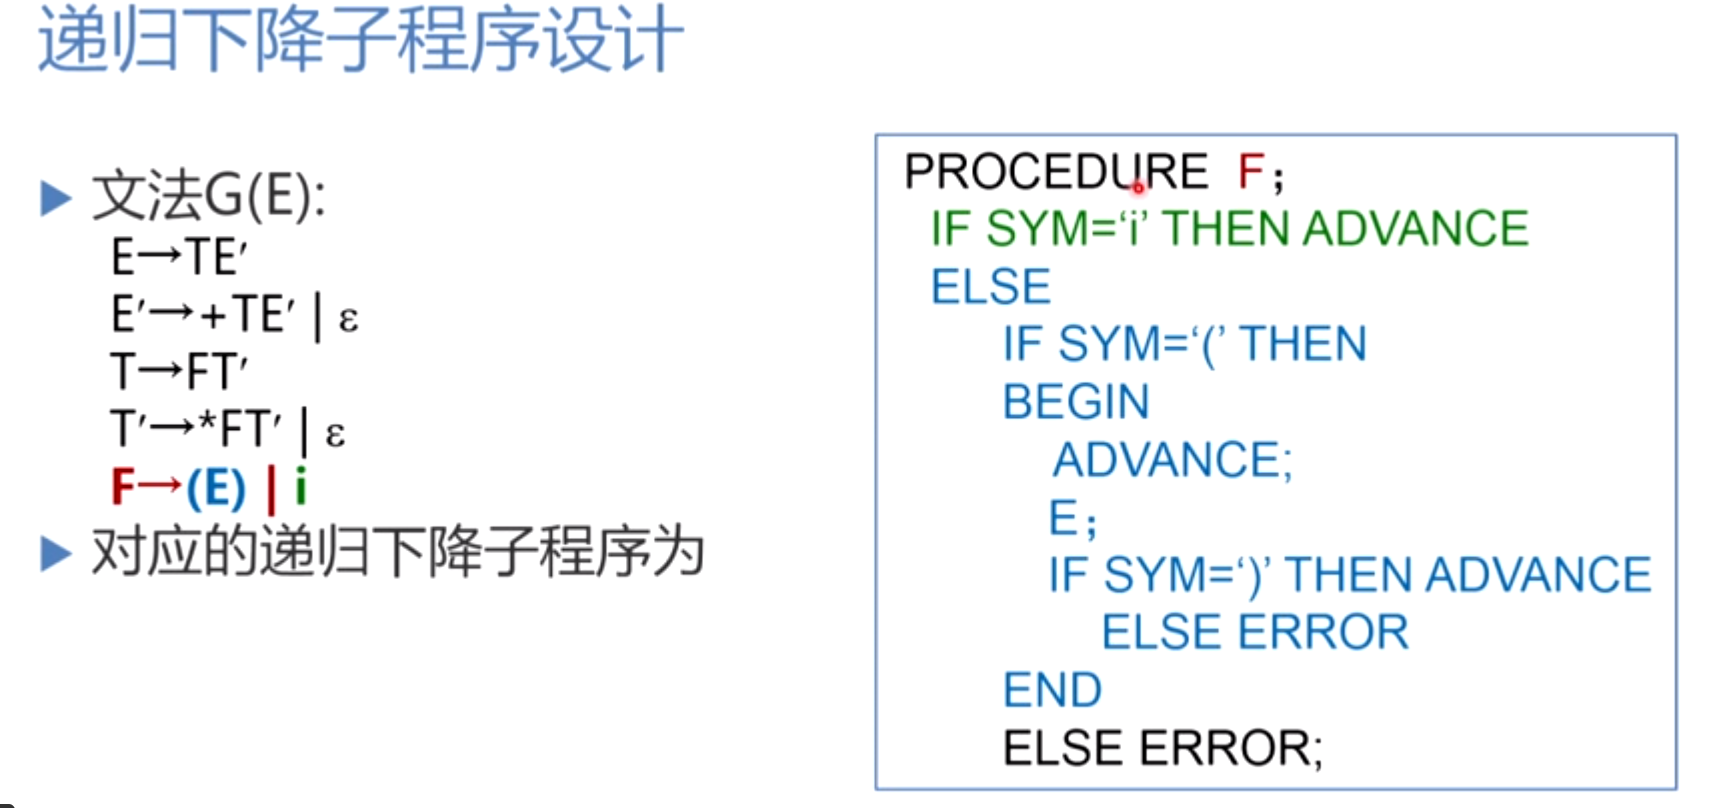 递归下降子程序设计
文法G(E):
E→TE′
E′→+TE′ | ε
T→FT′
T′→*FT′ | ε
F→(E) | i
对应的递归下降子程序为
PROCEDURE F;
IF SYM=‘i’ THEN ADVANCE
ELSE
IF SYM=‘(’ THEN
BEGIN
ADVANCE;
E;
IF SYM=‘)’ THEN ADVANCE
ELSE ERROR
END
ELSE ERROR;